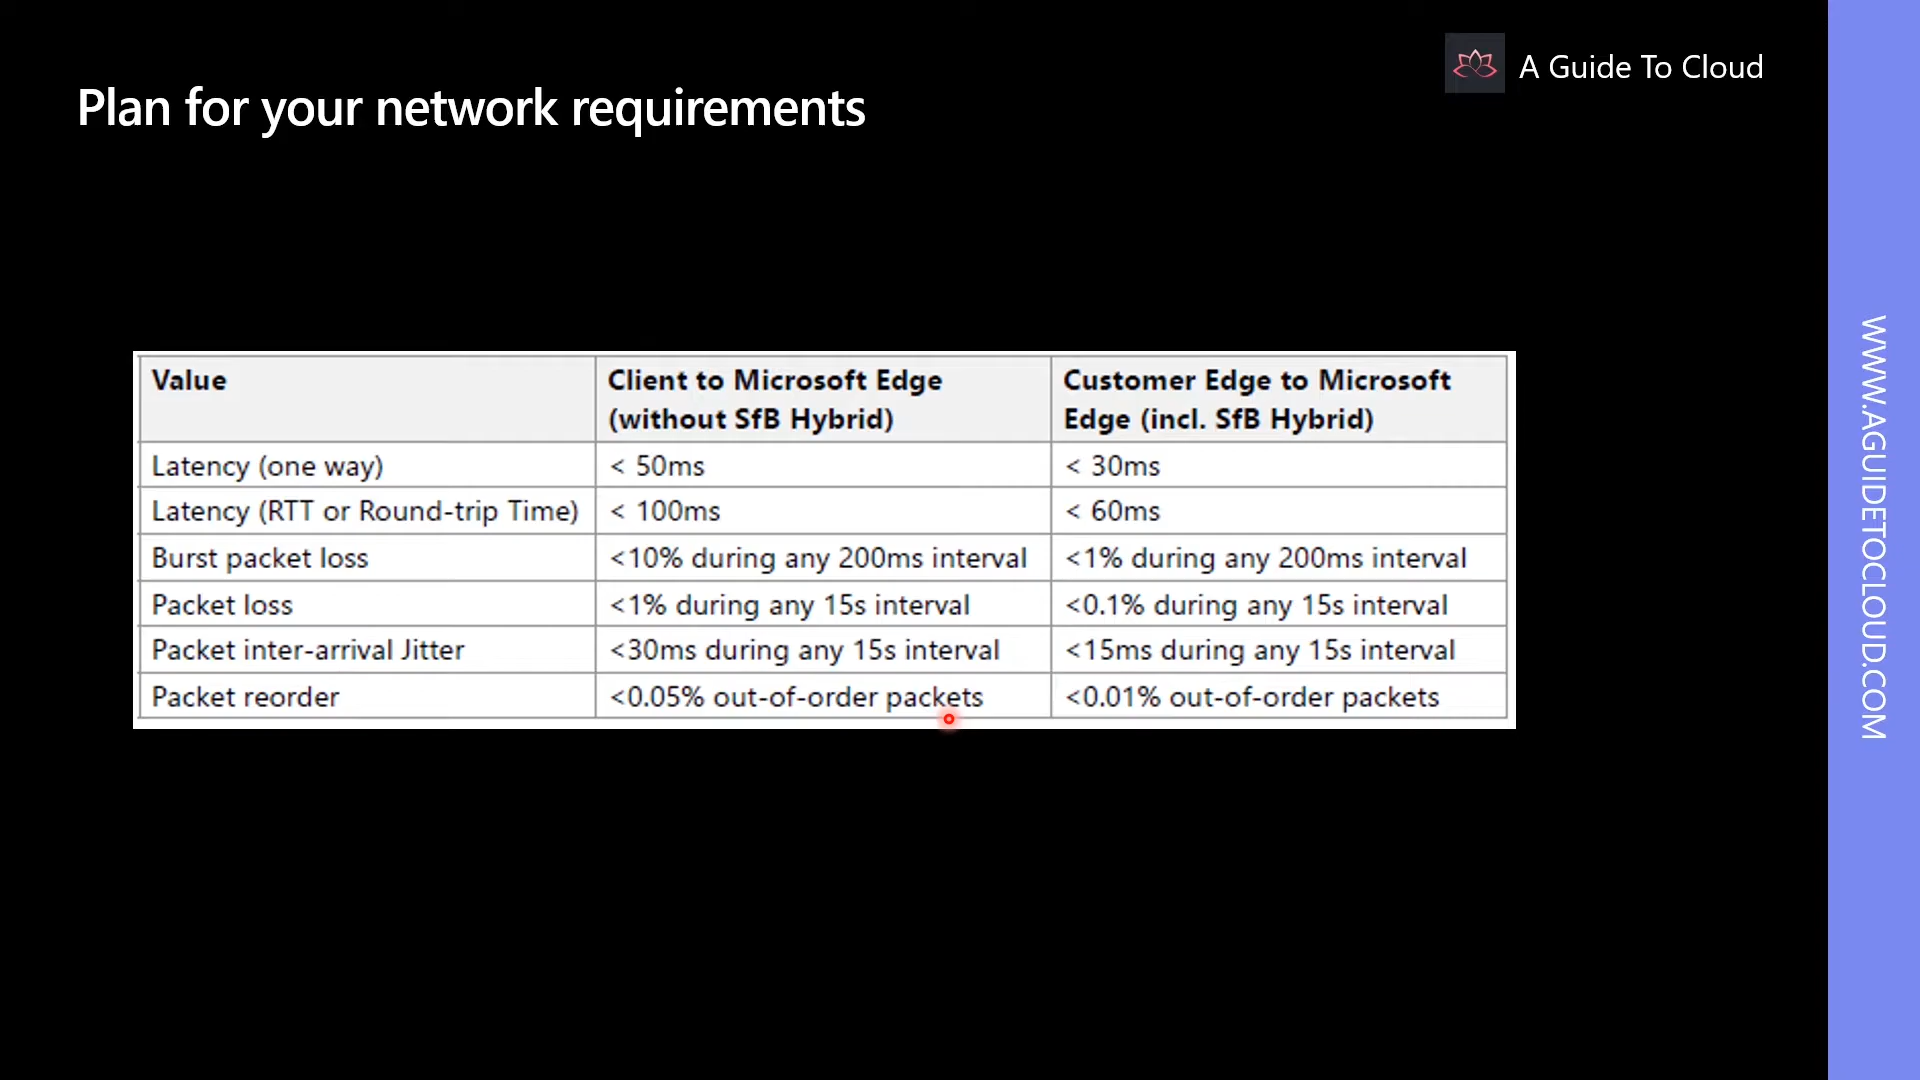 A Guide To Cloud
Plan for your network requirements
Value
Client to Microsoft Edge
(without SfB Hybrid)
Customer Edge to Microsoft
Edge (incl. SfB Hybrid)
Latency (one way)
< 50ms
< 30ms
Latency (RTT or Round-trip Time)
< 100ms
< 60ms
Burst packet loss
<10% during any 200ms interval
<1% during any 200ms interval
Packet loss
<1% during any 15s interval
<0.1% during any 15s interval
Packet inter-arrival Jitter
<30ms during any 15s interval
<15ms during any 15s interval
Packet reorder
<0.05% out-of-order packets
<0.01% out-of-order packets
WWW.AGUIDETOCLOUD.COM